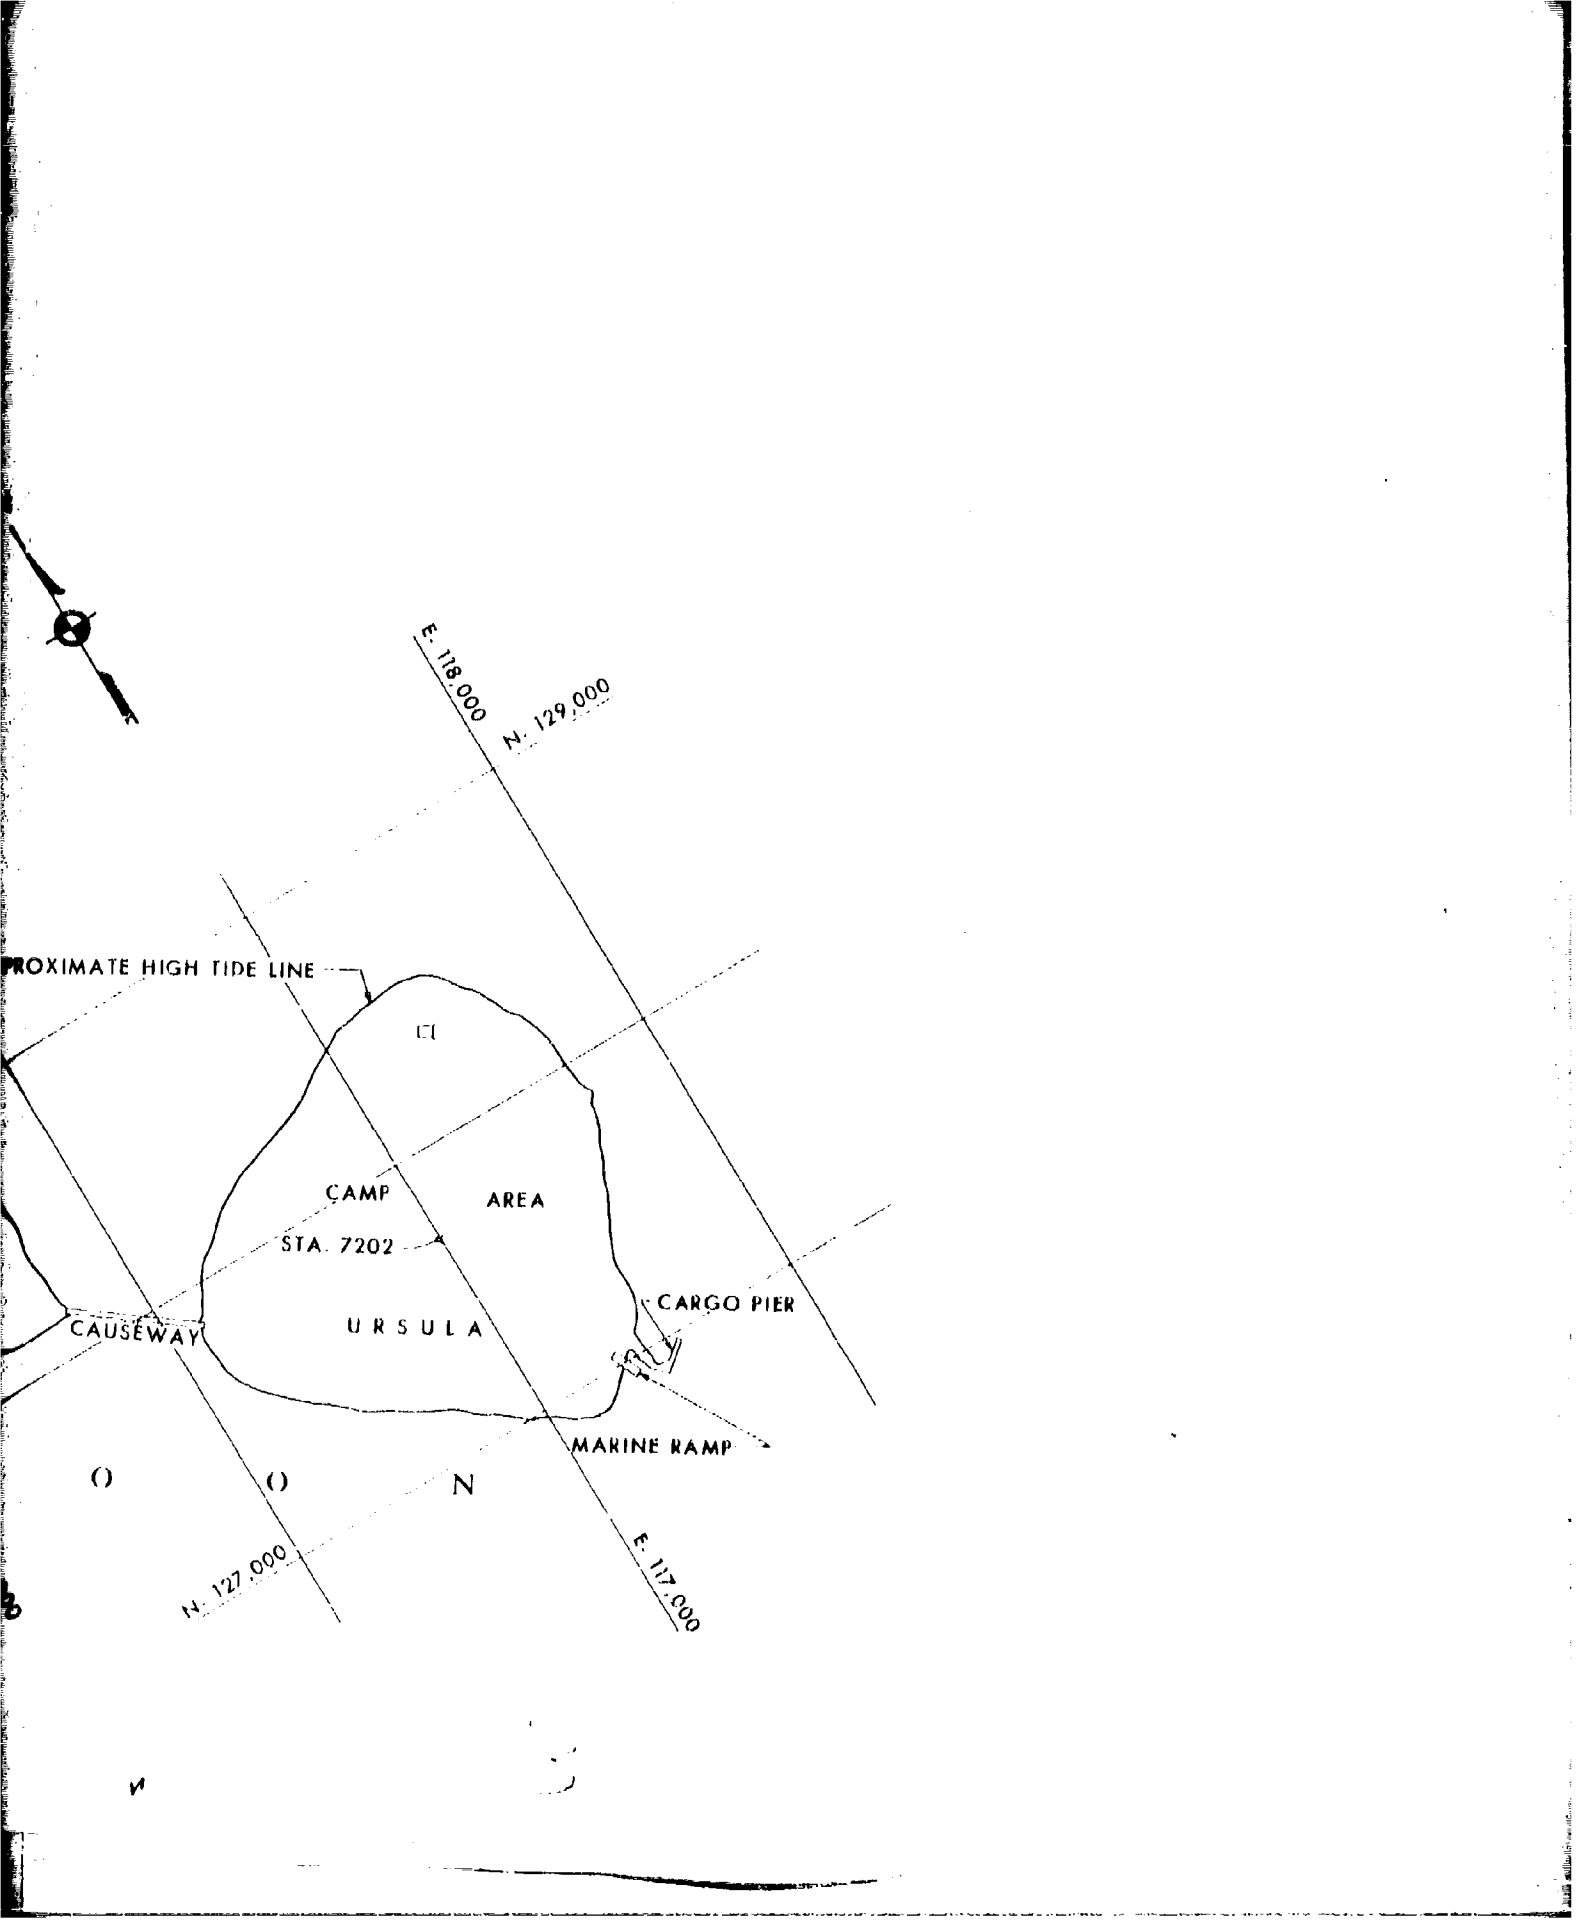 E. 118,000
N. 129,000
PROXIMATE HIGH TIDE LINE
CAMP AREA
STA. 7202
CARGO PIER
CAUSEWAY
URSULA
MARINE RAMP
O O N
N. 127,000
E. 117,000